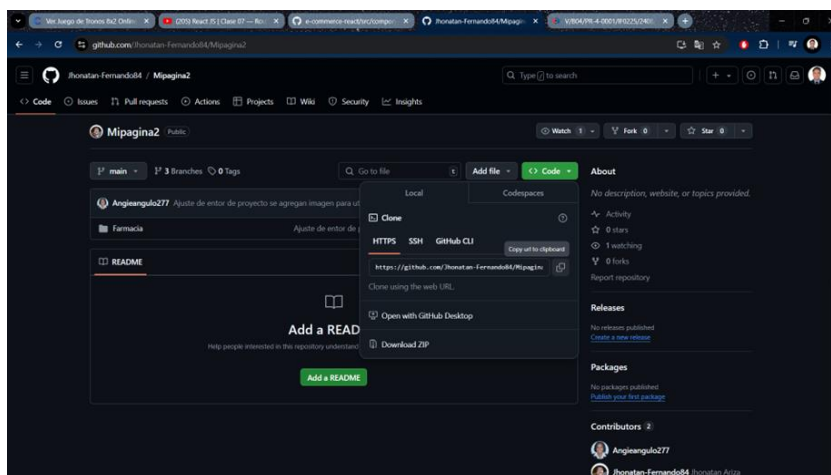 Ver Juego de Tronos 8x2 Online
(205) React JS | Clase 07 — Ro
e-commerce-react/src/compon
Jhonatan-Fernando84/Mipagin
github.com/Jhonatan-Fernando84/Mipagina2
Jhonatan-Fernando84 / Mipagina2
Type / to search
Code Issues Pull requests Actions Projects Wiki Security Insights
Mipagina2 Public
Watch 1 Fork 0 Star 0
main 3 Branches 0 Tags
Go to file t Add file Code
Angieangulo277 Ajuste de entor de proyecto se agregan imagen para ut
Farmacia Ajuste de entor de p
README
Add a READ
Help people interested in this repository understand
Add a README
Local Codespaces
Clone
HTTPS SSH GitHub CLI
Copy url to clipboard
https://github.com/Jhonatan-Fernando84/Mipagina
Clone using the web URL.
Open with GitHub Desktop
Download ZIP
About
No description, website, or topics provided.
Activity
0 stars
1 watching
0 forks
Report repository
Releases
No releases published
Create a new release
Packages
No packages published
Publish your first package
Contributors 2
Angieangulo277
Jhonatan-Fernando84 Jhonatan Ariza